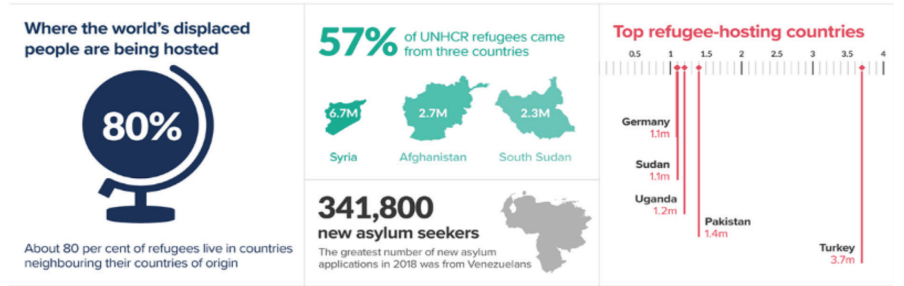 Where the world's displaced
people are being hosted
80%
About 80 per cent of refugees live in countries
neighbouring their countries of origin
57% of UNHCR refugees came
from three countries
6.7M
2.7M
2.3M
Syria
Afghanistan
South Sudan
341,800
new asylum seekers
The greatest number of new asylum
applications in 2018 was from Venezuelans
Top refugee-hosting countries
0.5 1 1.5 2 2.5 3 3.5 4
Germany
1.1m
Sudan
1.1m
Uganda
1.2m
Pakistan
1.4m
Turkey
3.7m